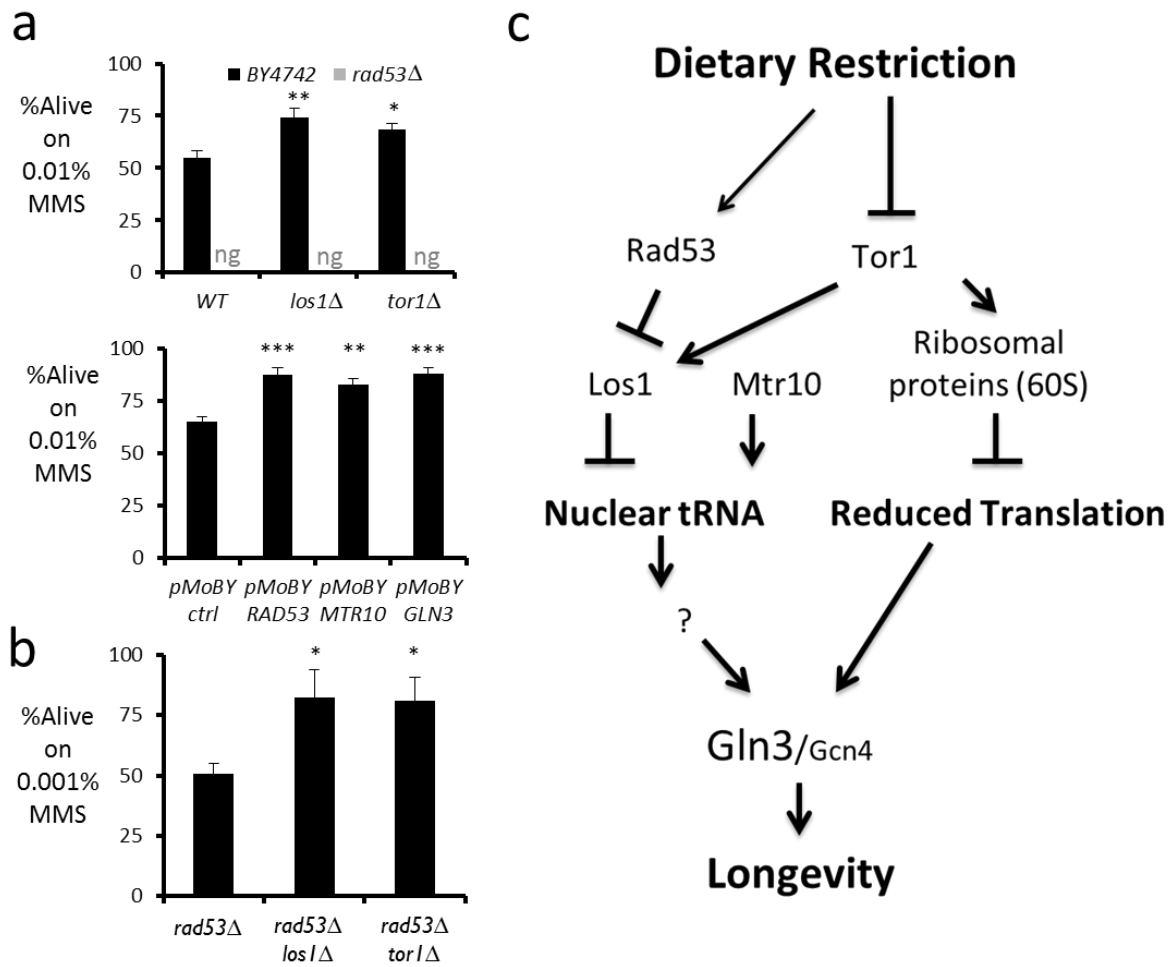 a
100
75
50
25
0
%Alive
on
0.01%
MMS
BY4742 rad53Δ
** *
ng ng ng
WT los1Δ tor1Δ
100
75
50
25
0
%Alive
on
0.01%
MMS
*** ** ***
pMoBY pMoBY pMoBY pMoBY
ctrl RAD53 MTR10 GLN3
b
100
75
50
25
0
%Alive
on
0.001%
MMS
* *
rad53Δ rad53Δ rad53Δ
los1Δ tor1Δ
c
Dietary Restriction
Rad53 Tor1
Ribosomal
Los1 Mtr10 proteins (60S)
Nuclear tRNA Reduced Translation
?
Gln3/Gcn4
Longevity